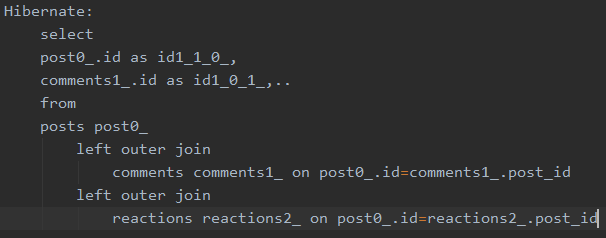 Hibernate:
    select
    post0_.id as id1_1_0_,
    comments1_.id as id1_0_1_,..
    from
    posts post0_
        left outer join
            comments comments1_ on post0_.id=comments1_.post_id
        left outer join
            reactions reactions2_ on post0_.id=reactions2_.post_id